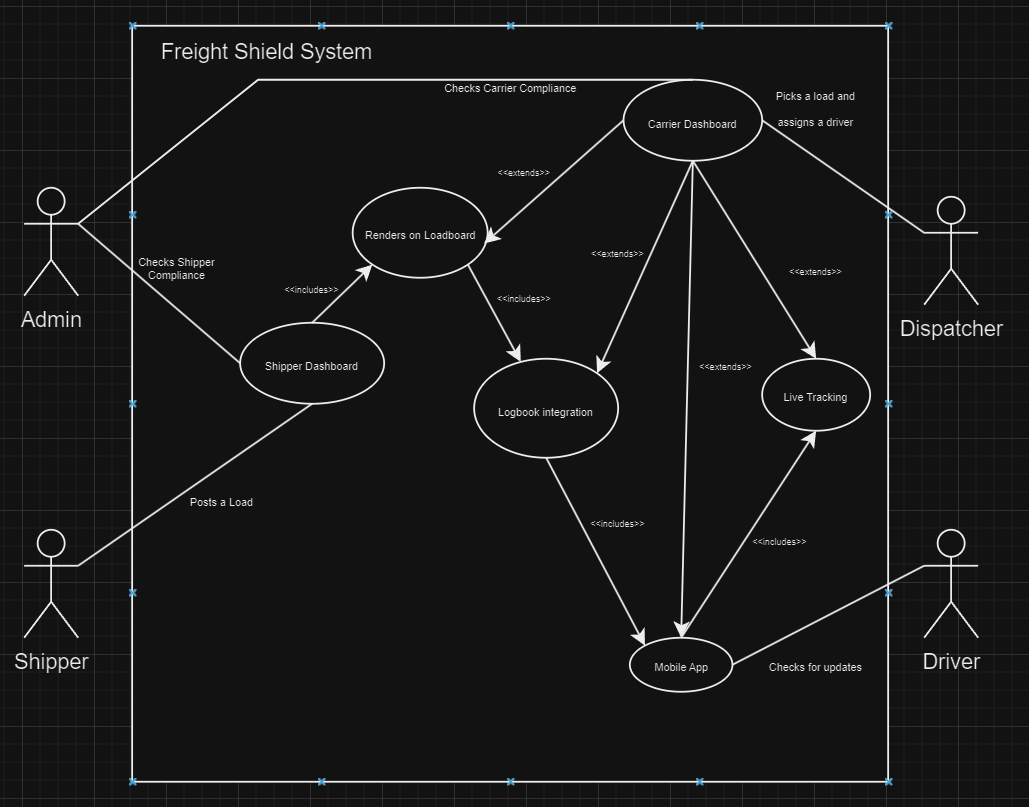 Freight Shield System
Checks Carrier Compliance
Picks a load and
assigns a driver
Carrier Dashboard
<<extends>>
Renders on Loadboard
<<extends>>
Checks Shipper
Compliance
<<extends>>
<<includes>>
<<includes>>
Admin
Dispatcher
Shipper Dashboard
<<extends>>
Live Tracking
Logbook integration
Posts a Load
<<includes>>
<<includes>>
Shipper
Mobile App
Checks for updates
Driver